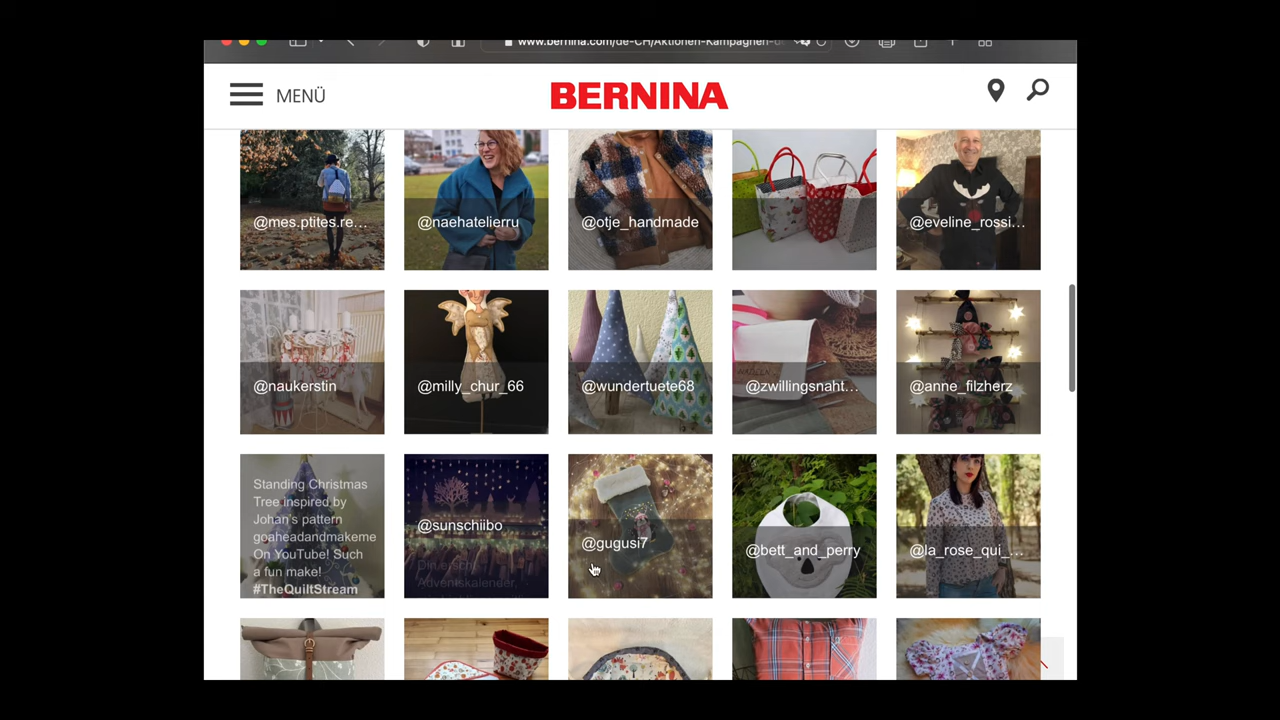 www.bernina.com/de-CH/Aktionen-Kampagnen-de
MENÜ
BERNINA
@mes.ptites.re…
@naehatelierru
@otje_handmade
@eveline_rossi…
@naukerstin
@milly_chur_66
@wundertuete68
@zwillingsnaht…
@anne_filzherz
Standing Christmas
Tree inspired by
Johan's pattern
goaheadandmakeme
On YouTube! Such
a fun make!
#TheQuiltStream
@sunschiibo
Adventskalender,
@gugusi7
@bett_and_perry
@la_rose_qui_…